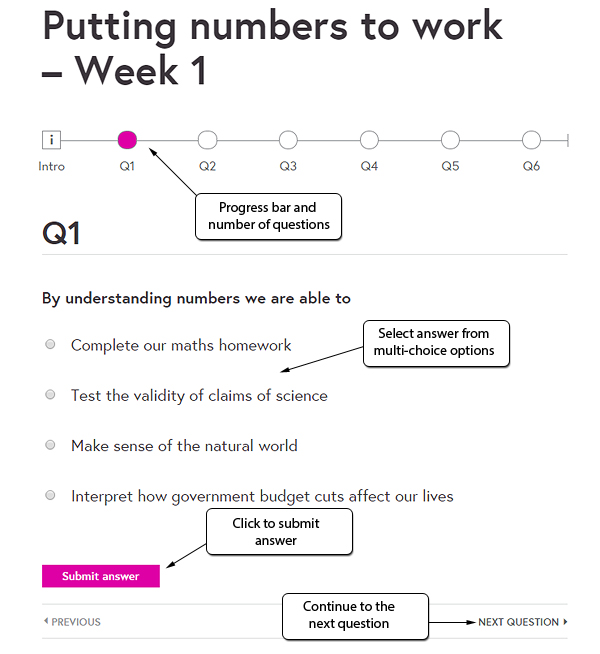 Putting numbers to work
– Week 1
i
Intro Q1 Q2 Q3 Q4 Q5 Q6
Progress bar and
number of questions
Q1
By understanding numbers we are able to
Complete our maths homework
Select answer from
multi-choice options
Test the validity of claims of science
Make sense of the natural world
Interpret how government budget cuts affect our lives
Click to submit
answer
Submit answer
Continue to the
next question
PREVIOUS
NEXT QUESTION